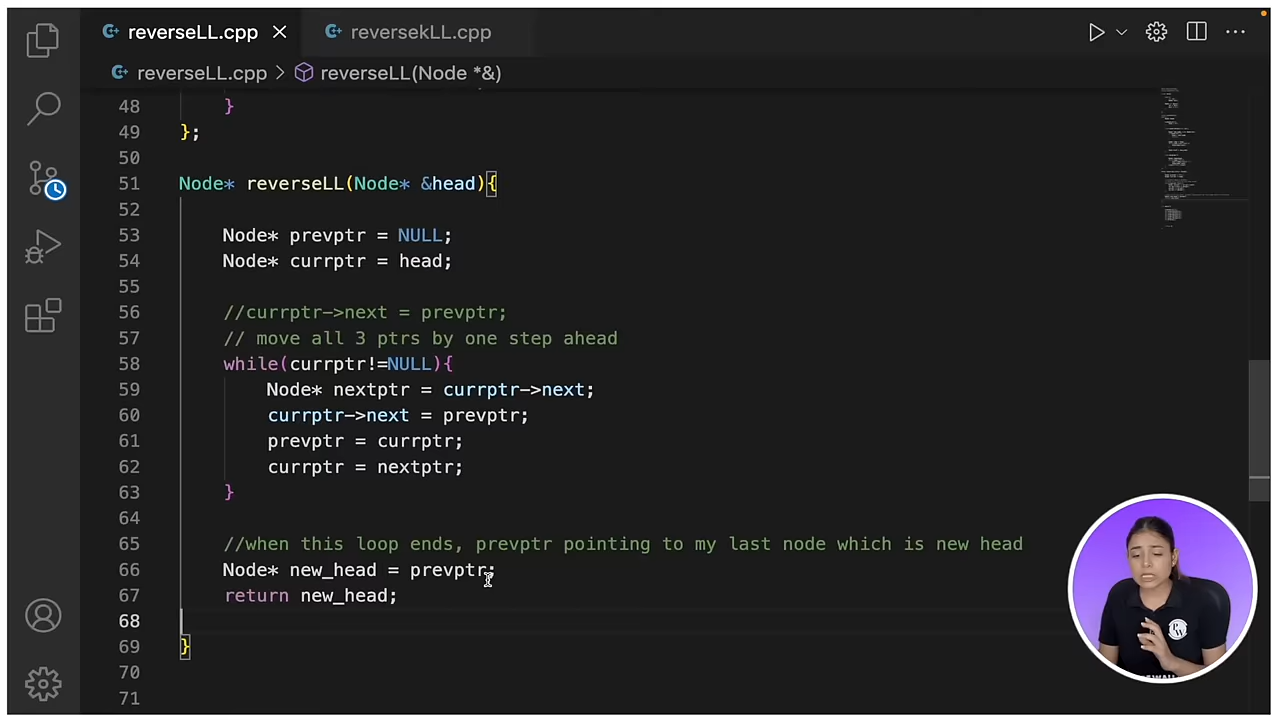 reverseLL.cpp
reversekLL.cpp
reverseLL.cpp > reverseLL(Node *&)
48 }
49 };
50
51 Node* reverseLL(Node* &head){
52
53 Node* prevptr = NULL;
54 Node* currptr = head;
55
56 //currptr->next = prevptr;
57 // move all 3 ptrs by one step ahead
58 while(currptr!=NULL){
59 Node* nextptr = currptr->next;
60 currptr->next = prevptr;
61 prevptr = currptr;
62 currptr = nextptr;
63 }
64
65 //when this loop ends, prevptr pointing to my last node which is new head
66 Node* new_head = prevptr;
67 return new_head;
68
69 }
70
71